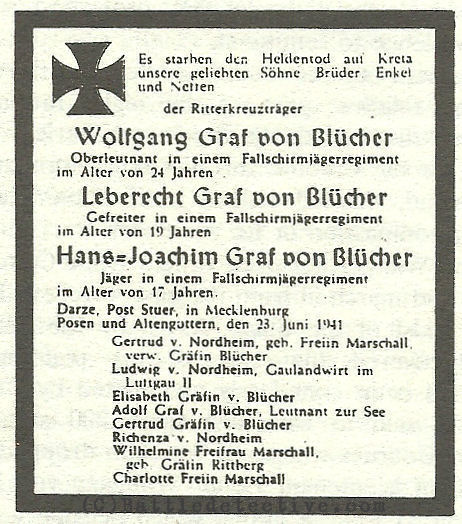 Es starben den Heldentod auf Kreta
unsere geliebten Söhne Brüder, Enkel
und Neffen
der Ritterkreuzträger
Wolfgang Graf von Blücher
Oberleutnant in einem Fallschirmjägerregiment
im Alter von 24 Jahren
Leberecht Graf von Blücher
Gefreiter in einem Fallschirmjägerregiment
im Alter von 19 Jahren
Hans=Joachim Graf von Blücher
Jäger in einem Fallschirmjägerregiment
im Alter von 17 Jahren.
Darze, Post Stuer, in Mecklenburg
Posen und Altengottern, den 23. Juni 1941
Gertrud v. Nordheim, geb. Freiin Marschall,
verw. Gräfin Blücher
Ludwig v. Nordheim, Gaulandwirt im
Luftgau II
Elisabeth Gräfin v. Blücher
Adolf Graf v. Blücher, Leutnant zur See
Gertrud Gräfin v. Blücher
Richenza v. Nordheim
Wilhelmine Freifrau Marschall,
geb. Gräfin Rittberg
Charlotte Freiin Marschall